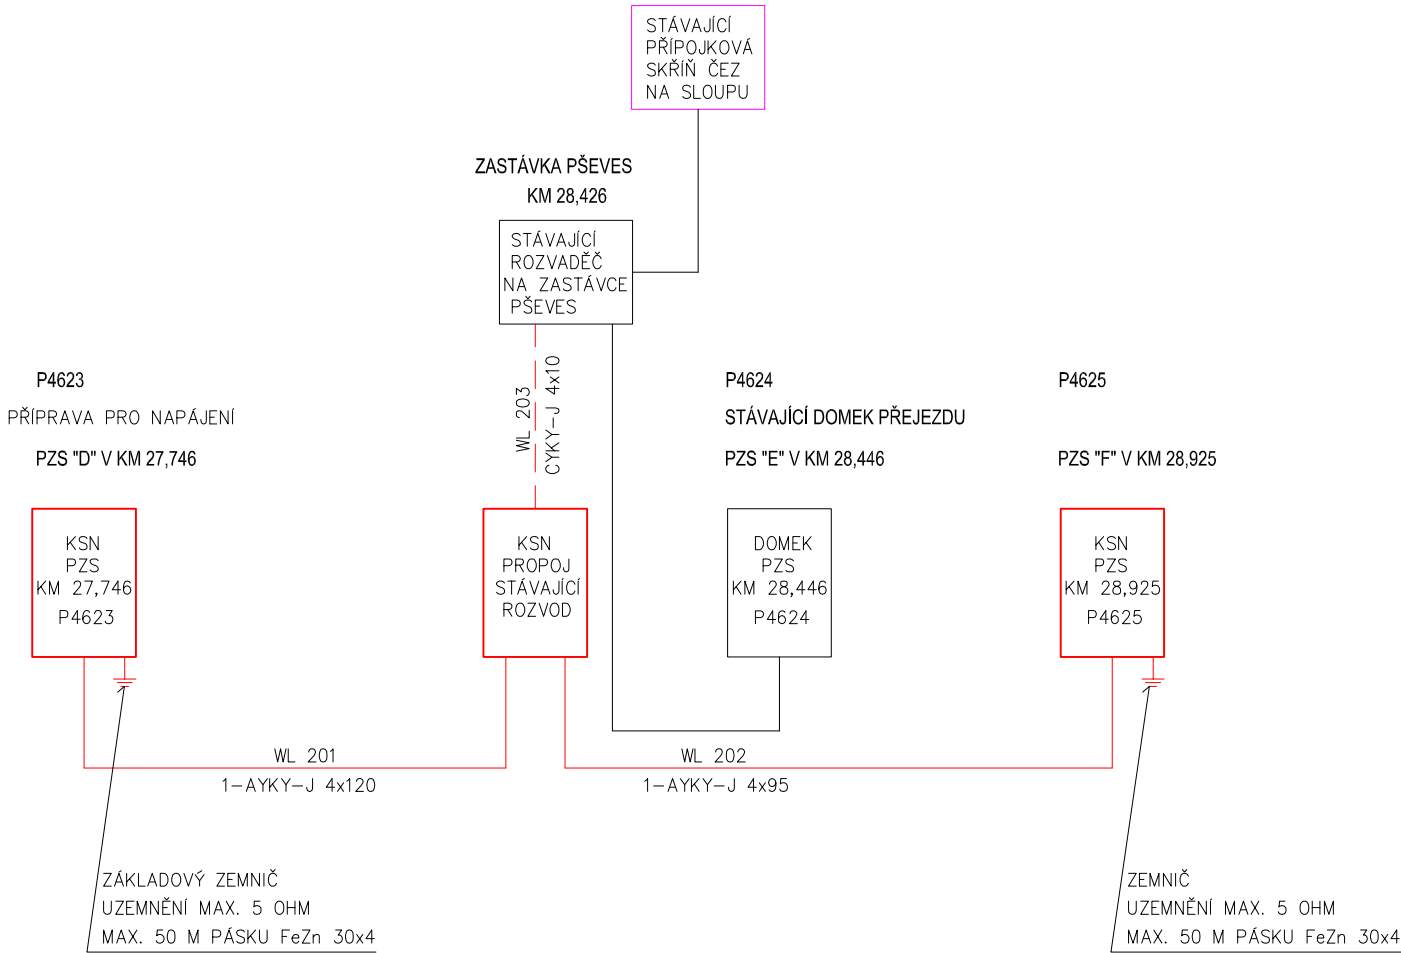 STÁVAJÍCÍ
PŘÍPOJKOVÁ
SKŘÍŇ ČEZ
NA SLOUPU
ZASTÁVKA PŠEVES
KM 28,426
STÁVAJÍCÍ
ROZVADĚČ
NA ZASTÁVCE
PŠEVES
WL 203
CYKY-J 4x10
P4623
PŘÍPRAVA PRO NAPÁJENÍ
PZS "D" V KM 27,746
P4624
STÁVAJÍCÍ DOMEK PŘEJEZDU
PZS "E" V KM 28,446
P4625
PZS "F" V KM 28,925
KSN
PZS
KM 27,746
P4623
KSN
PROPOJ
STÁVAJÍCÍ
ROZVOD
DOMEK
PZS
KM 28,446
P4624
KSN
PZS
KM 28,925
P4625
WL 201
1-AYKY-J 4x120
WL 202
1-AYKY-J 4x95
ZÁKLADOVÝ ZEMNIČ
UZEMNĚNÍ MAX. 5 OHM
MAX. 50 M PÁSKU FeZn 30x4
ZEMNIČ
UZEMNĚNÍ MAX. 5 OHM
MAX. 50 M PÁSKU FeZn 30x4